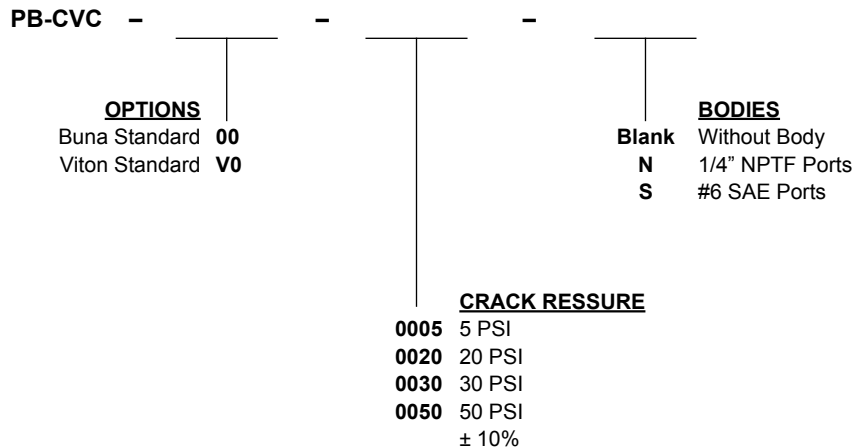 PB-CVC – – –
OPTIONS
Buna Standard 00
Viton Standard V0
BODIES
Blank Without Body
N 1/4” NPTF Ports
S #6 SAE Ports
CRACK RESSURE
0005 5 PSI
0020 20 PSI
0030 30 PSI
0050 50 PSI
± 10%